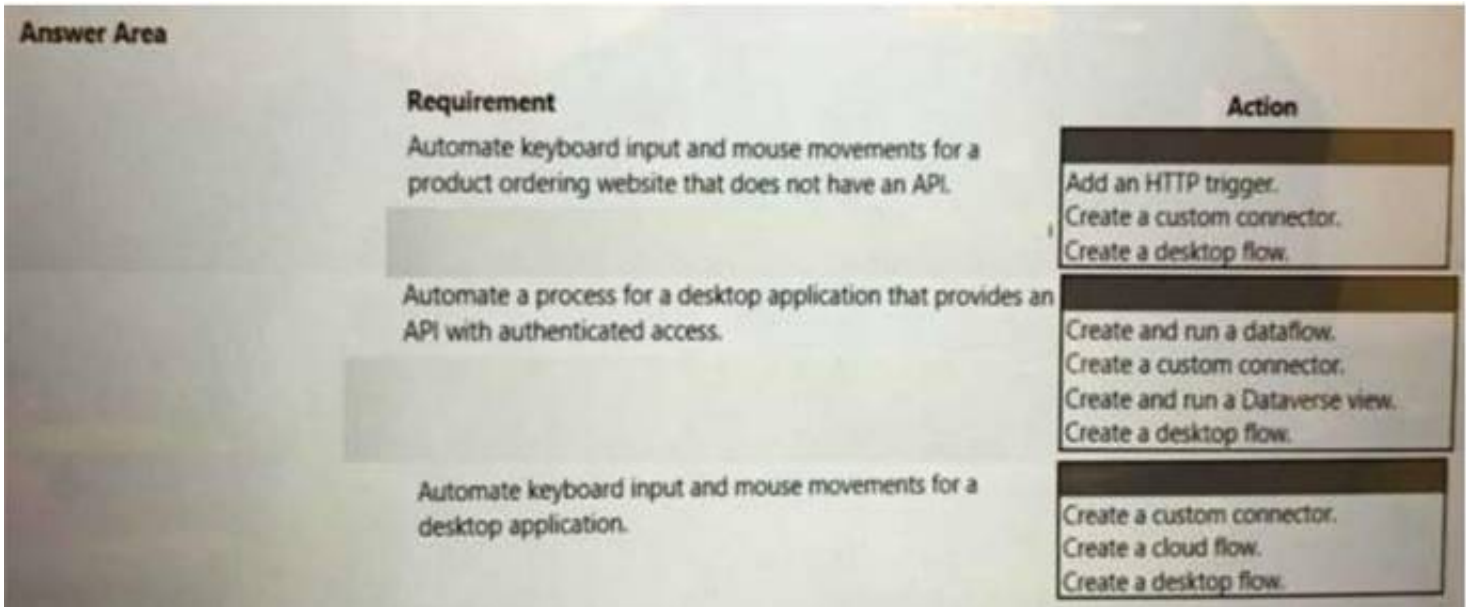 Answer Area
Requirement
Action
Automate keyboard input and mouse movements for a
product ordering website that does not have an API.
Add an HTTP trigger.
Create a custom connector.
Create a desktop flow.
Automate a process for a desktop application that provides an
API with authenticated access.
Create and run a dataflow.
Create a custom connector.
Create and run a Dataverse view.
Create a desktop flow.
Automate keyboard input and mouse movements for a
desktop application.
Create a custom connector.
Create a cloud flow.
Create a desktop flow.